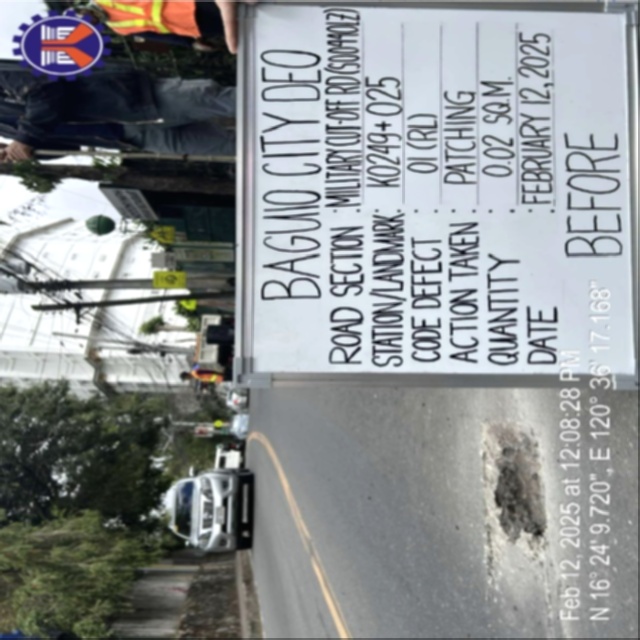 BAGUIO CITY DEO
ROAD SECTION : MILITARY CUT-OFF RD (SOUTHHOLE)
STATION/LANDMARK : K0249 + 025
CODE DEFECT : 01 (RL)
ACTION TAKEN : PATCHING
QUANTITY : 0.02 SQ.M.
DATE : FEBRUARY 12, 2025
BEFORE
Feb 12, 2025 at 12:08:28 PM
N 16° 24' 9.720", E 120° 36' 17.168"